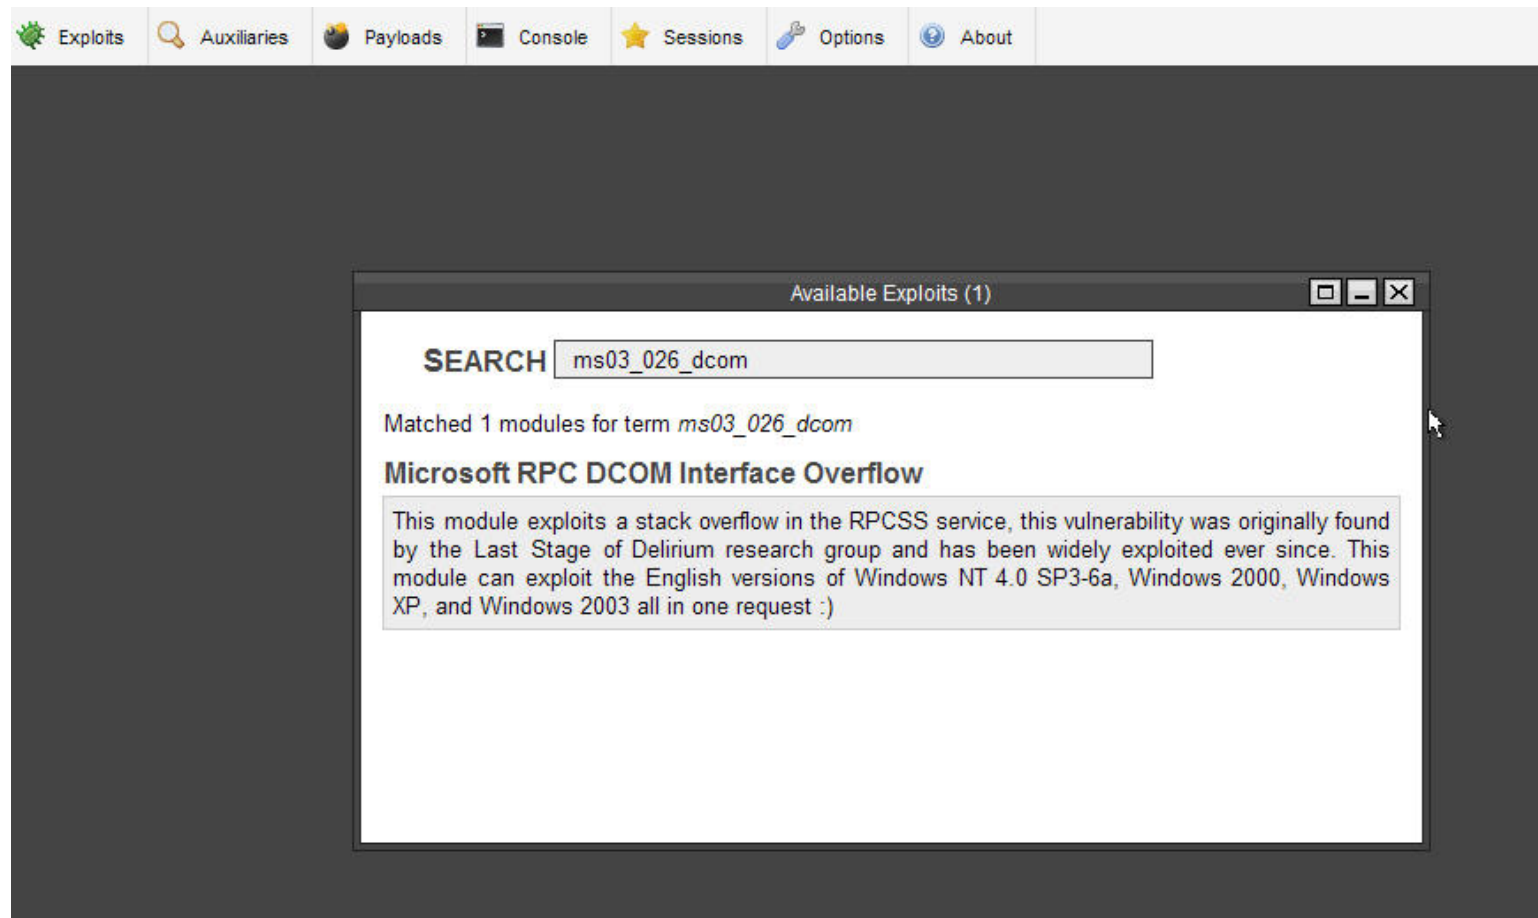 Exploits Auxiliaries Payloads Console Sessions Options About
Available Exploits (1)
SEARCH ms03_026_dcom
Matched 1 modules for term ms03_026_dcom
Microsoft RPC DCOM Interface Overflow
This module exploits a stack overflow in the RPCSS service, this vulnerability was originally found
by the Last Stage of Delirium research group and has been widely exploited ever since. This
module can exploit the English versions of Windows NT 4.0 SP3-6a, Windows 2000, Windows
XP, and Windows 2003 all in one request :)